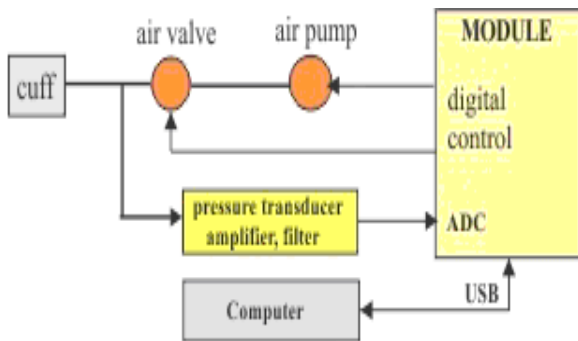 air valve
air pump
MODULE
cuff
digital
control
pressure transducer
amplifier, filter
ADC
USB
Computer